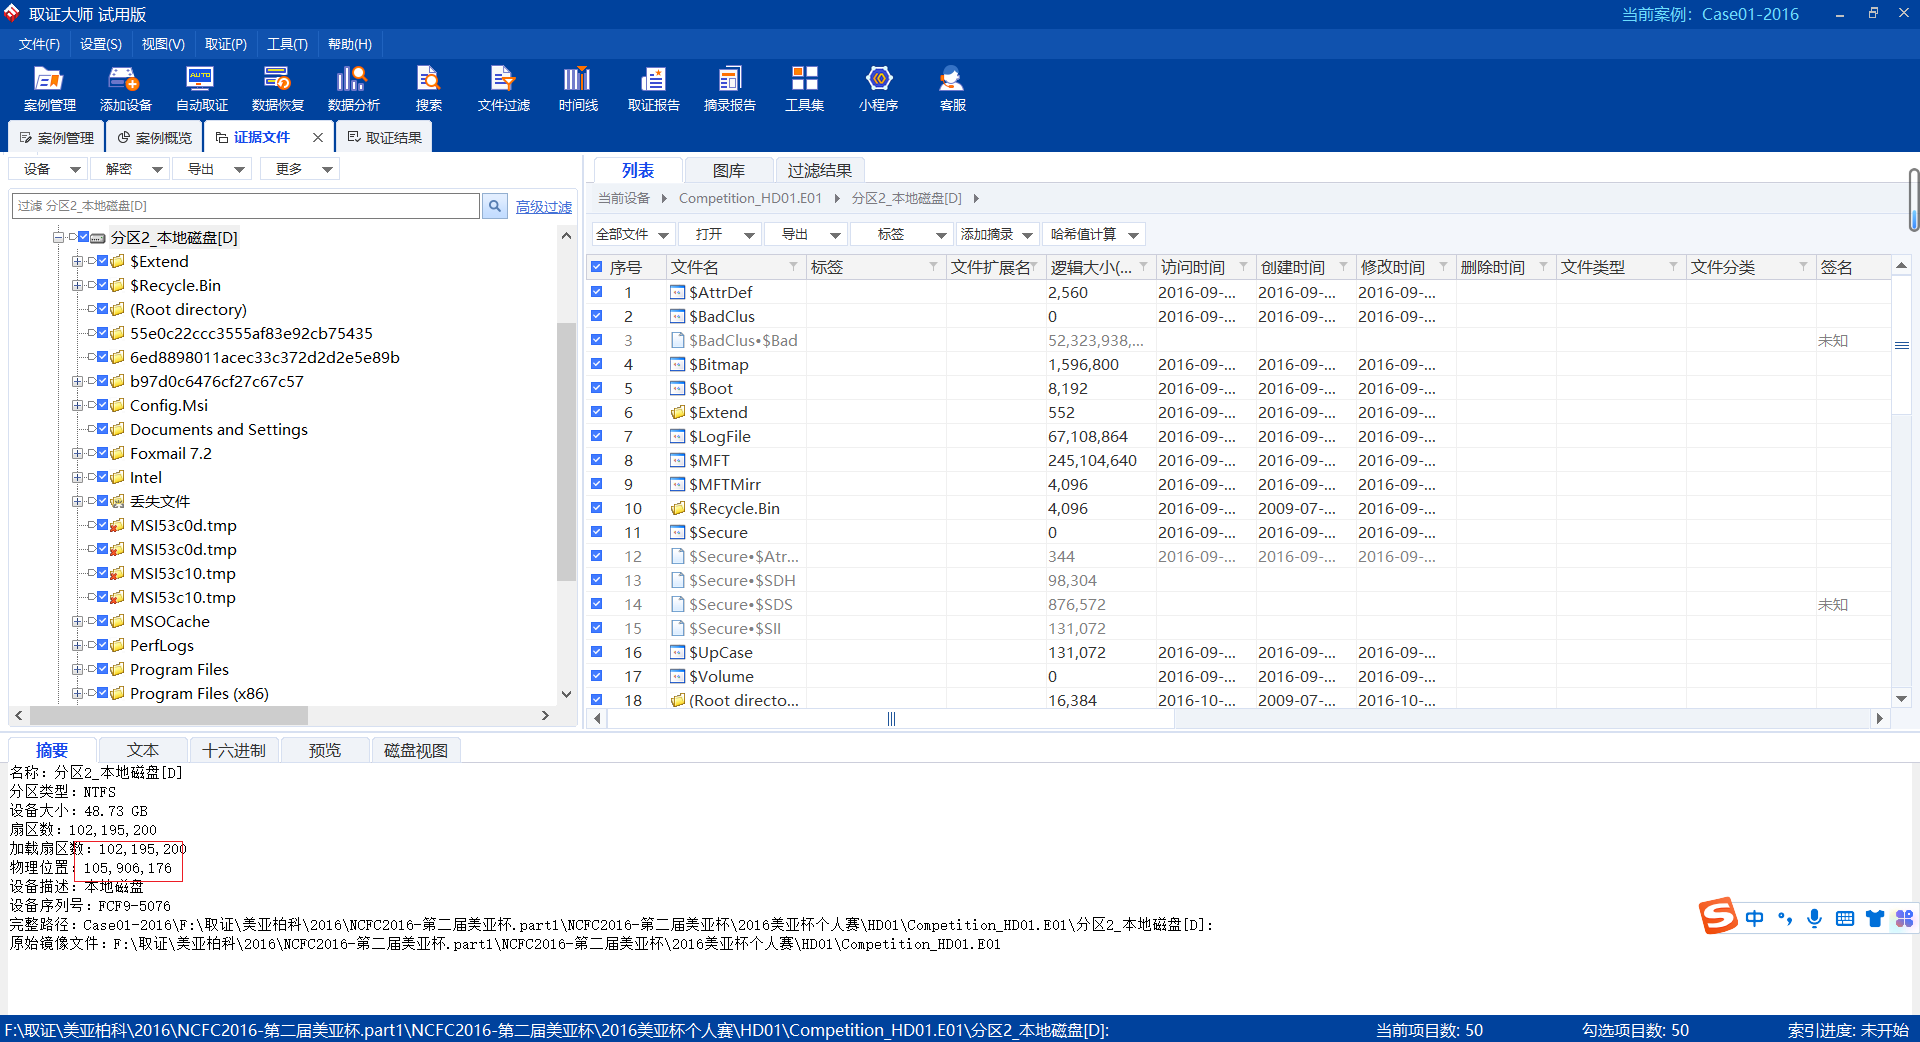 取证大师 试用版
当前案例: Case01-2016
文件(F) 设置(S) 视图(V) 取证(P) 工具(T) 帮助(H)
案例管理 添加设备 自动取证 数据恢复 数据分析 搜索 文件过滤 时间线 取证报告 摘录报告 工具集 小程序 客服
案例管理 案例概览 证据文件 取证结果
设备 解密 导出 更多
过滤 分区2_本地磁盘[D] 高级过滤
分区2_本地磁盘[D]
$Extend
$Recycle.Bin
(Root directory)
55e0c22ccc3555af83e92cb75435
6ed8898011acec33c372d2d2e5e89b
b97d0c6476cf27c67c57
Config.Msi
Documents and Settings
Foxmail 7.2
Intel
丢失文件
MSI53c0d.tmp
MSI53c0d.tmp
MSI53c10.tmp
MSI53c10.tmp
MSOCache
PerfLogs
Program Files
Program Files (x86)
列表 图库 过滤结果
当前设备 Competition_HD01.E01 分区2_本地磁盘[D]
全部文件 打开 导出 标签 添加摘录 哈希值计算
序号 文件名 标签 文件扩展名 逻辑大小(... 访问时间 创建时间 修改时间 删除时间 文件类型 文件分类 签名
1 $AttrDef 2,560 2016-09-... 2016-09-... 2016-09-...
2 $BadClus 0 2016-09-... 2016-09-... 2016-09-...
3 $BadClus•$Bad 52,323,938,... 未知
4 $Bitmap 1,596,800 2016-09-... 2016-09-... 2016-09-...
5 $Boot 8,192 2016-09-... 2016-09-... 2016-09-...
6 $Extend 552 2016-09-... 2016-09-... 2016-09-...
7 $LogFile 67,108,864 2016-09-... 2016-09-... 2016-09-...
8 $MFT 245,104,640 2016-09-... 2016-09-... 2016-09-...
9 $MFTMirr 4,096 2016-09-... 2016-09-... 2016-09-...
10 $Recycle.Bin 4,096 2016-09-... 2009-07-... 2016-09-...
11 $Secure 0 2016-09-... 2016-09-... 2016-09-...
12 $Secure•$Atr... 344 2016-09-... 2016-09-... 2016-09-...
13 $Secure•$SDH 98,304
14 $Secure•$SDS 876,572 未知
15 $Secure•$SII 131,072
16 $UpCase 131,072 2016-09-... 2016-09-... 2016-09-...
17 $Volume 0 2016-09-... 2016-09-... 2016-09-...
18 (Root directo... 16,384 2016-10-... 2009-07-... 2016-10-...
摘要 文本 十六进制 预览 磁盘视图
名称: 分区2_本地磁盘[D]
分区类型: NTFS
设备大小: 48.73 GB
扇区数: 102,195,200
加载扇区数: 102,195,200
物理位置: 105,906,176
设备描述: 本地磁盘
设备序列号: FCF9-5076
完整路径: Case01-2016\F:\取证\美亚柏科\2016\NCFC2016-第二届美亚杯.part1\NCFC2016-第二届美亚杯\2016美亚杯个人赛\HD01\Competition_HD01.E01\分区2_本地磁盘[D]:
原始镜像文件: F:\取证\美亚柏科\2016\NCFC2016-第二届美亚杯.part1\NCFC2016-第二届美亚杯\2016美亚杯个人赛\HD01\Competition_HD01.E01
中
F:\取证\美亚柏科\2016\NCFC2016-第二届美亚杯.part1\NCFC2016-第二届美亚杯\2016美亚杯个人赛\HD01\Competition_HD01.E01\分区2_本地磁盘[D]: 当前项目数: 50 勾选项目数: 50 索引进度: 未开始